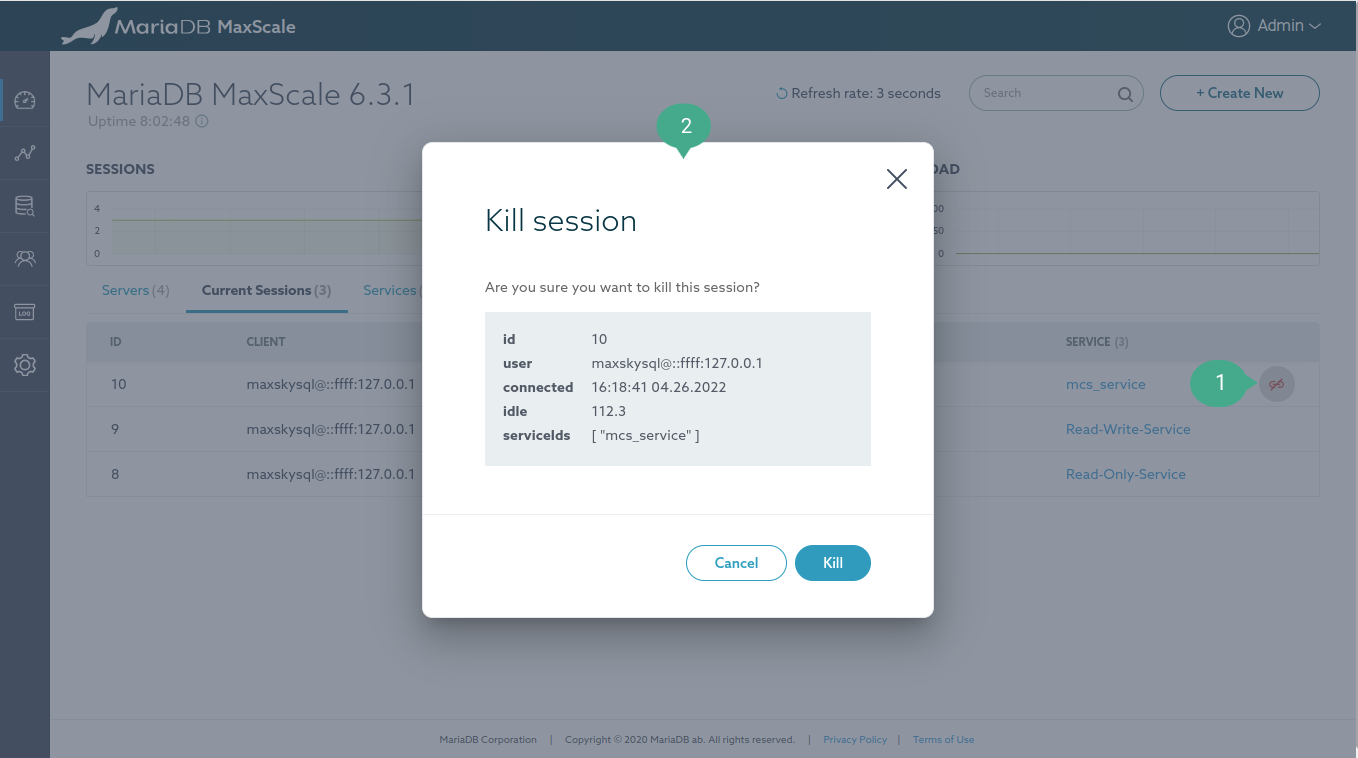 MariaDB MaxScale
Admin
MariaDB MaxScale 6.3.1
Uptime 8:02:48
Refresh rate: 3 seconds
Search
+ Create New
2
SESSIONS
4
2
0
00
50
0
Servers (4)
Current Sessions (3)
Services
ID
CLIENT
SERVICE (3)
10
maxskysql@::ffff:127.0.0.1
mcs_service
1
9
maxskysql@::ffff:127.0.0.1
Read-Write-Service
8
maxskysql@::ffff:127.0.0.1
Read-Only-Service
LOG
Kill session
Are you sure you want to kill this session?
id 10
user maxskysql@::ffff:127.0.0.1
connected 16:18:41 04.26.2022
idle 112.3
serviceIds [ "mcs_service" ]
Cancel
Kill
MariaDB Corporation | Copyright © 2020 MariaDB ab. All rights reserved. | Privacy Policy | Terms of Use